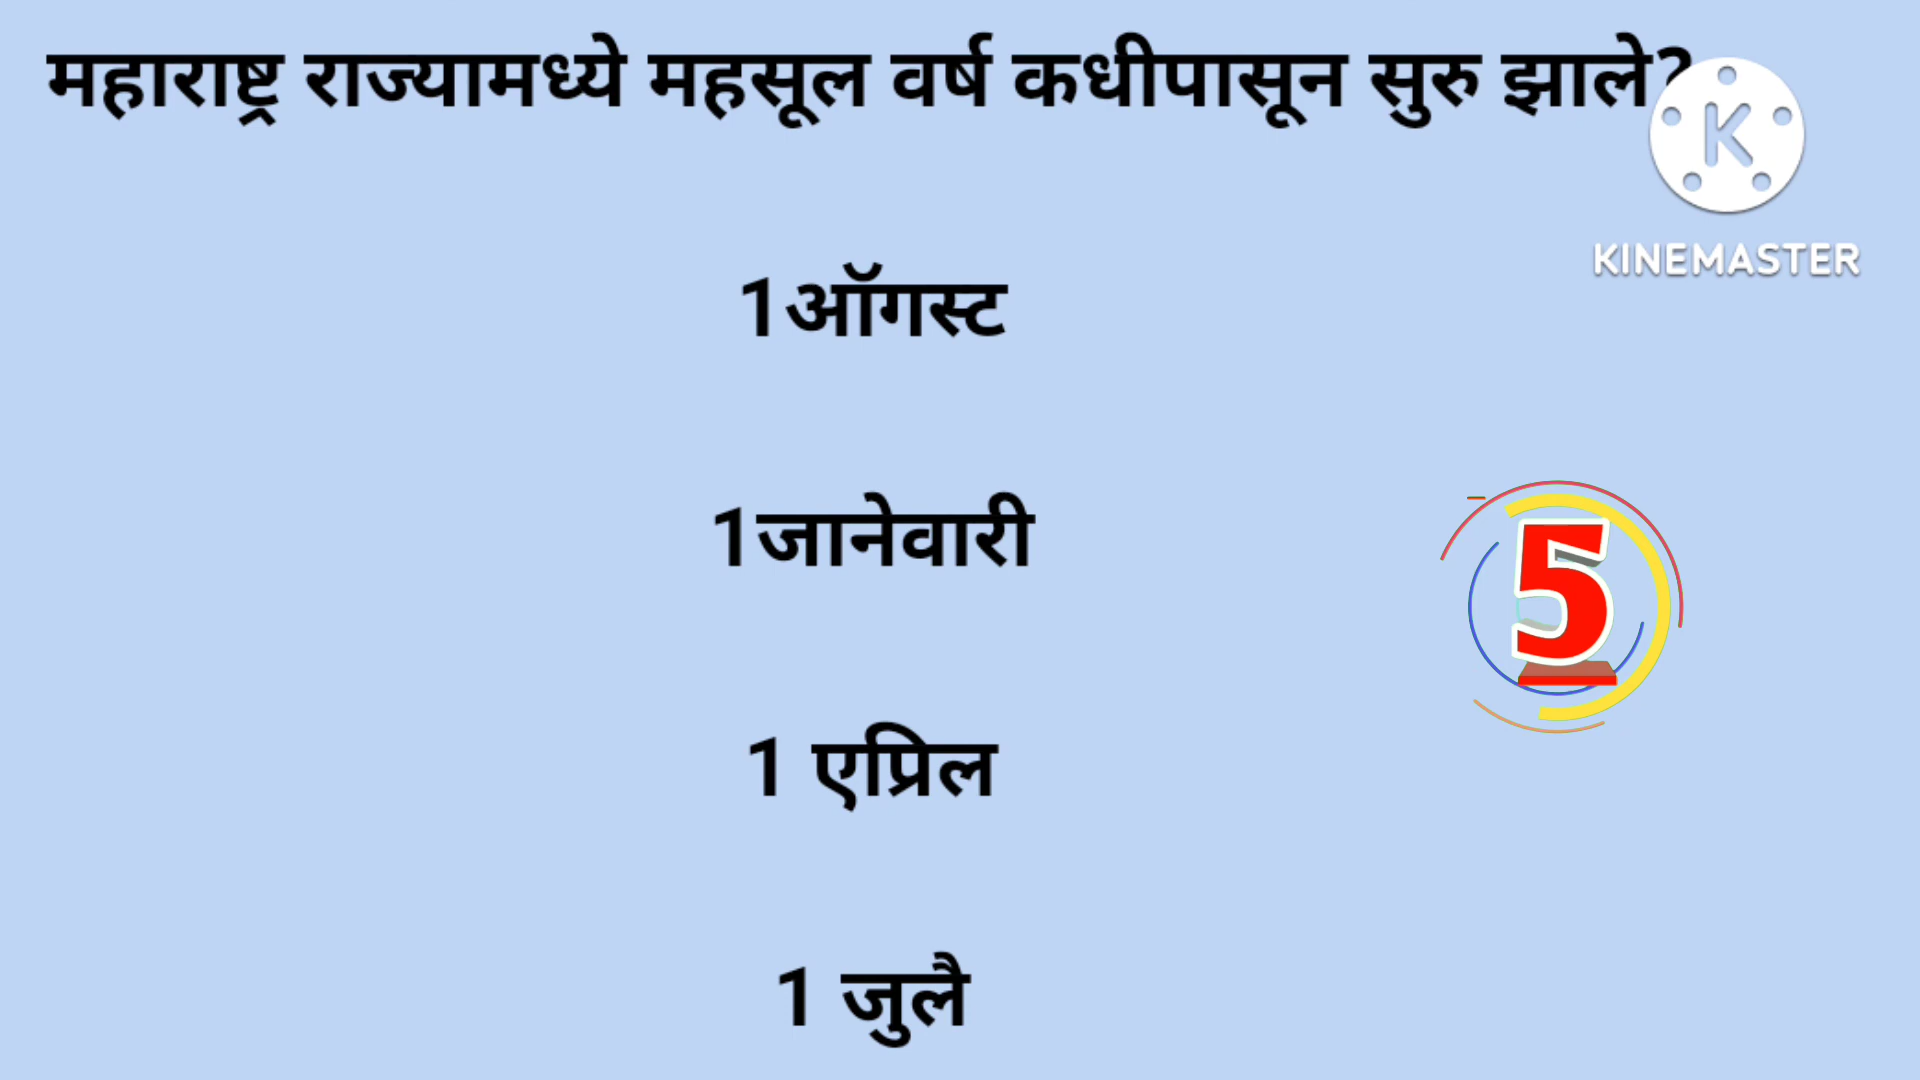 महाराष्ट्र राज्यामध्ये महसूल वर्ष कधीपासून सुरु झाले?
K
KINEMASTER
1ऑगस्ट
1जानेवारी
5
1 एप्रिल
1 जुलै